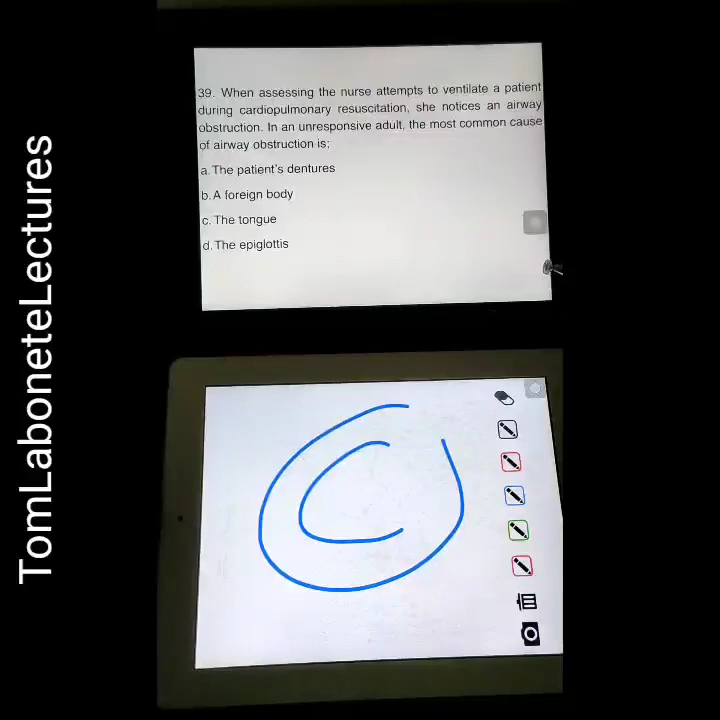 TomLaboneteLectures
39. When assessing the nurse attempts to ventilate a patient
during cardiopulmonary resuscitation, she notices an airway
obstruction. In an unresponsive adult, the most common cause
of airway obstruction is;
a. The patient's dentures
b. A foreign body
c. The tongue
d. The epiglottis
C